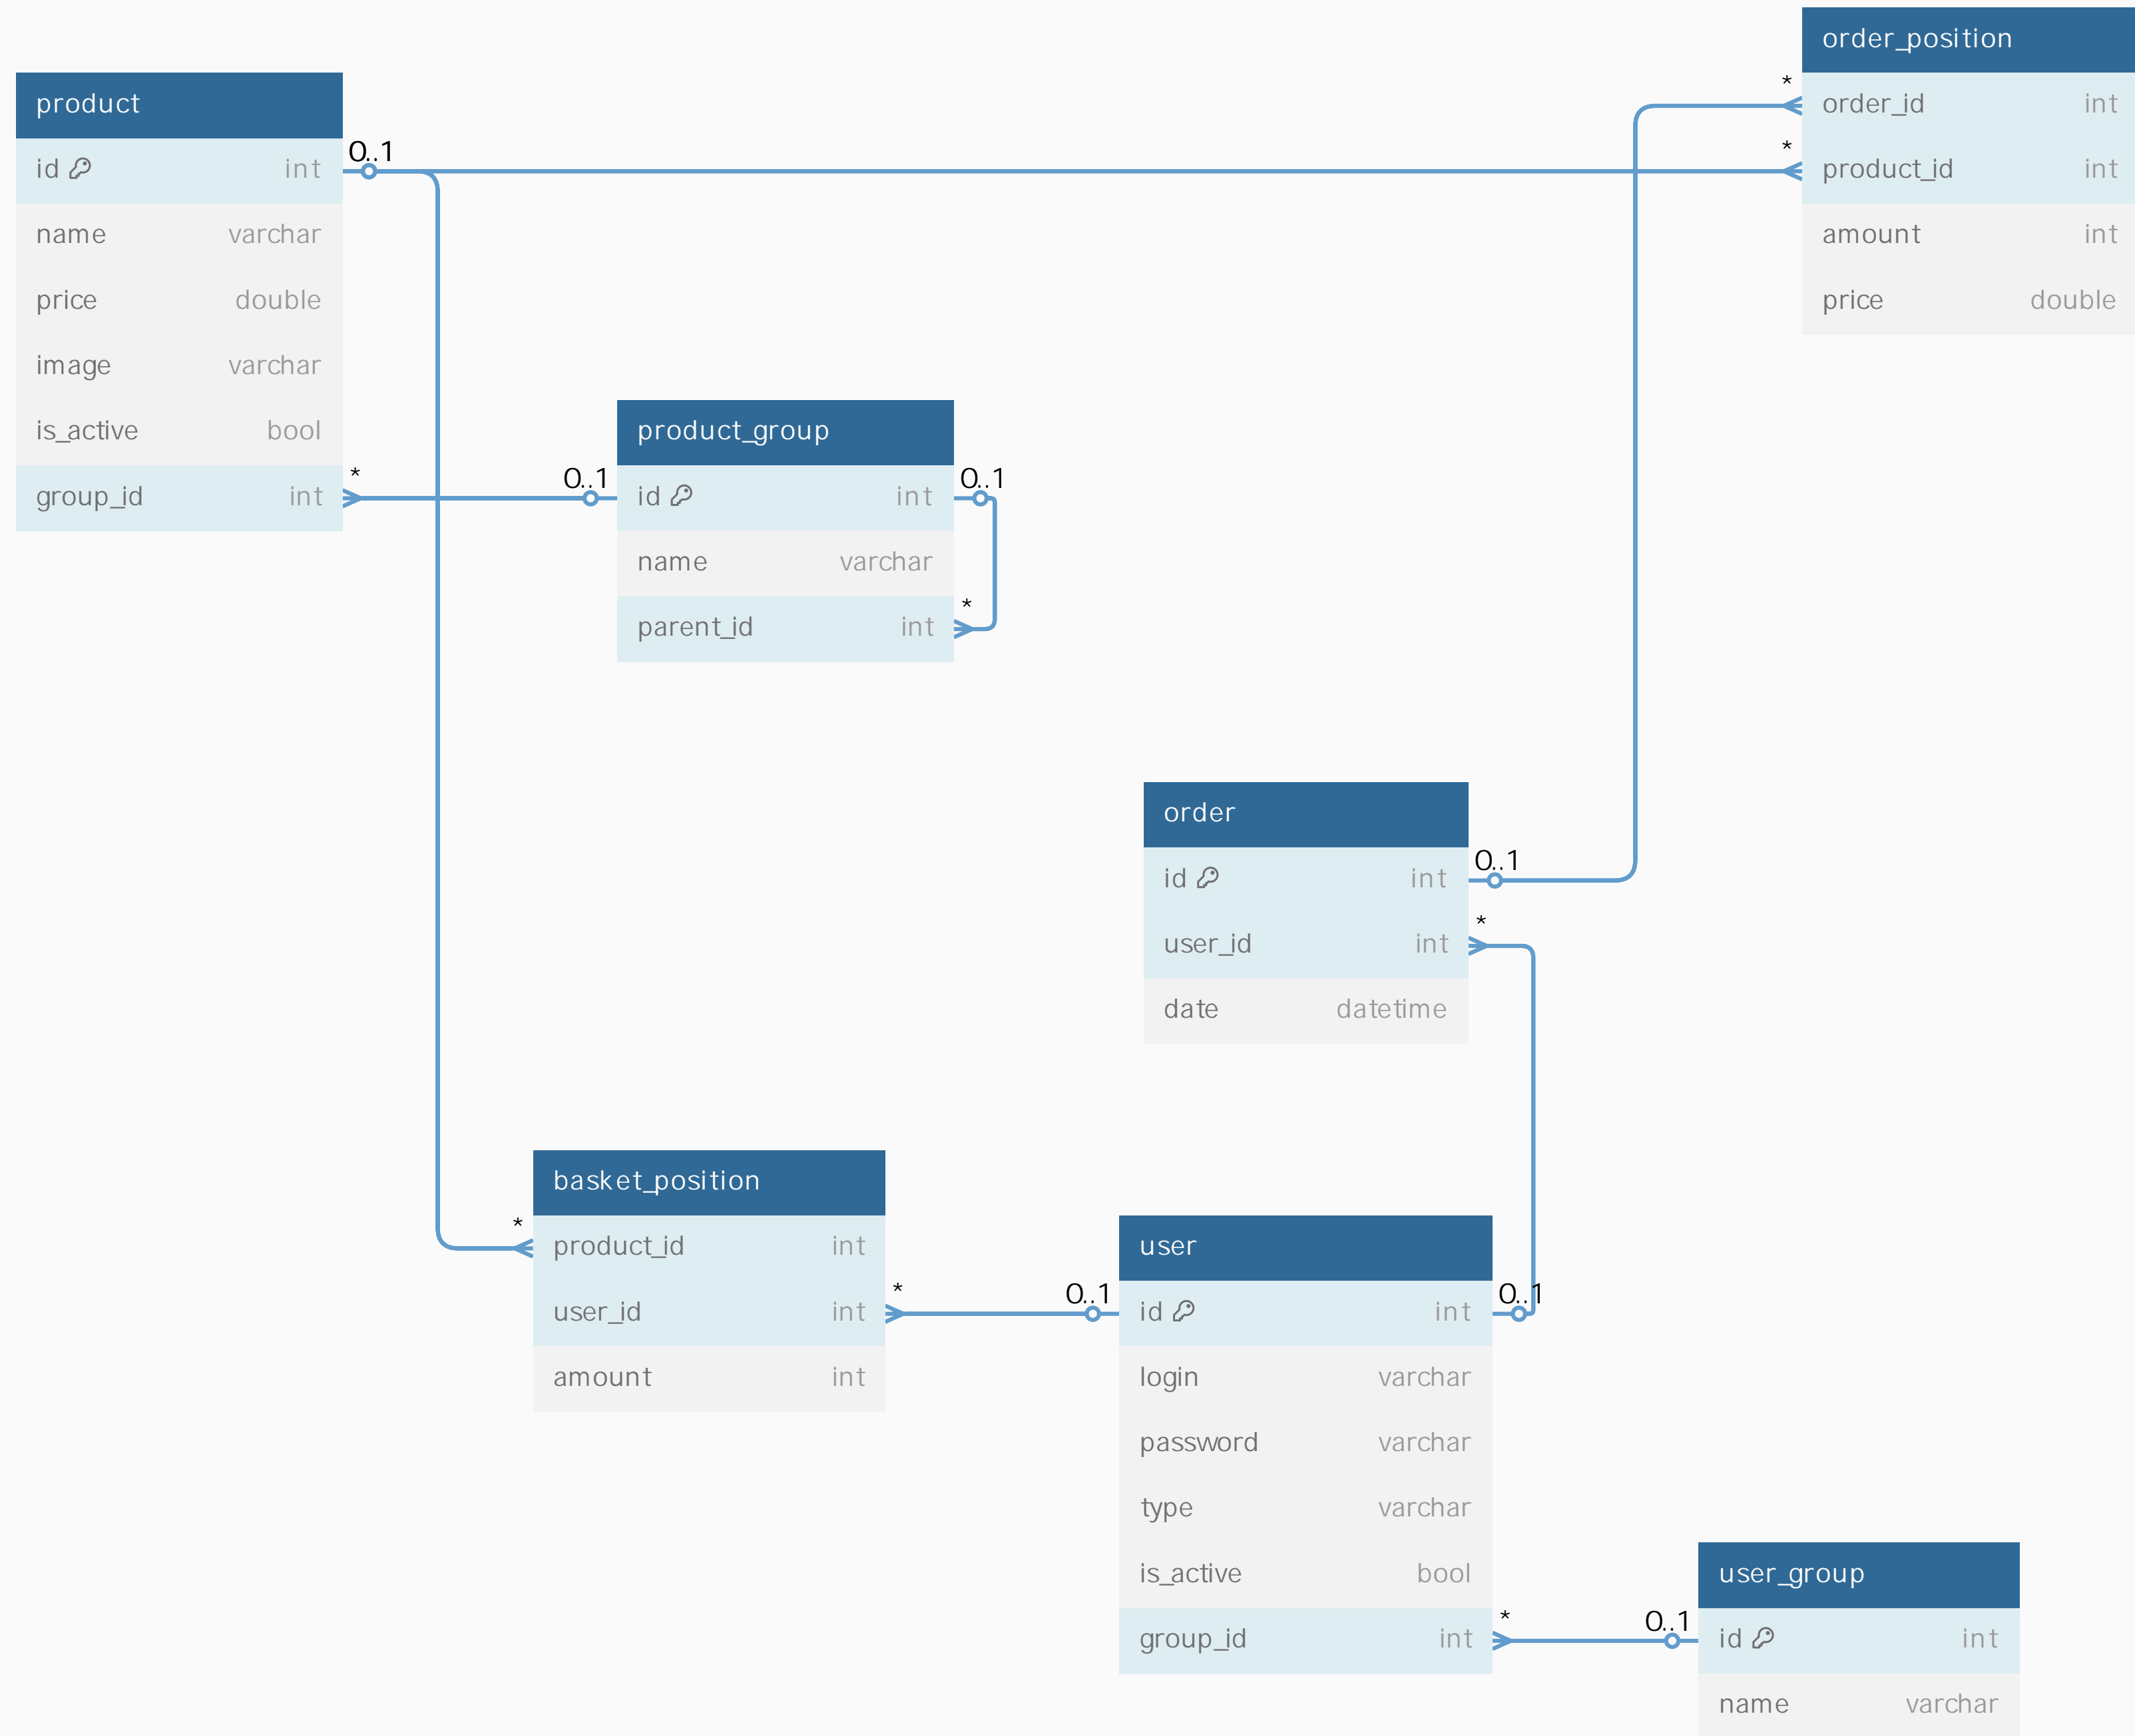 order_position
order_id int
product_id int
amount int
price double
product
id int
name varchar
price double
image varchar
is_active bool
group_id int
0..1
*
*
*
0..1
product_group
id int
name varchar
parent_id int
0..1
*
order
id int
user_id int
date datetime
0..1
*
basket_position
product_id int
user_id int
amount int
*
*
0..1
user
id int
login varchar
password varchar
type varchar
is_active bool
group_id int
0..1
*
0..1
user_group
id int
name varchar